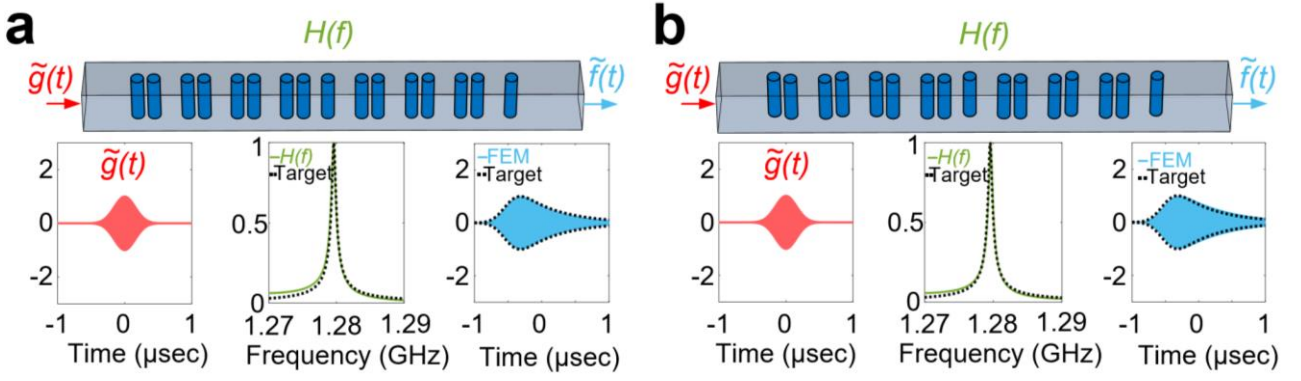 a
H(f)
g̃(t)
f̃(t)
2
0
-2
g̃(t)
-1
0
1
Time (μsec)
1
0.5
0
–H(f)
Target
1.27
1.28
1.29
Frequency (GHz)
2
0
-2
–FEM
Target
-1
0
1
Time (μsec)
b
H(f)
g̃(t)
f̃(t)
2
0
-2
g̃(t)
-1
0
1
Time (μsec)
1
0.5
0
–H(f)
Target
1.27
1.28
1.29
Frequency (GHz)
2
0
-2
–FEM
Target
-1
0
1
Time (μsec)